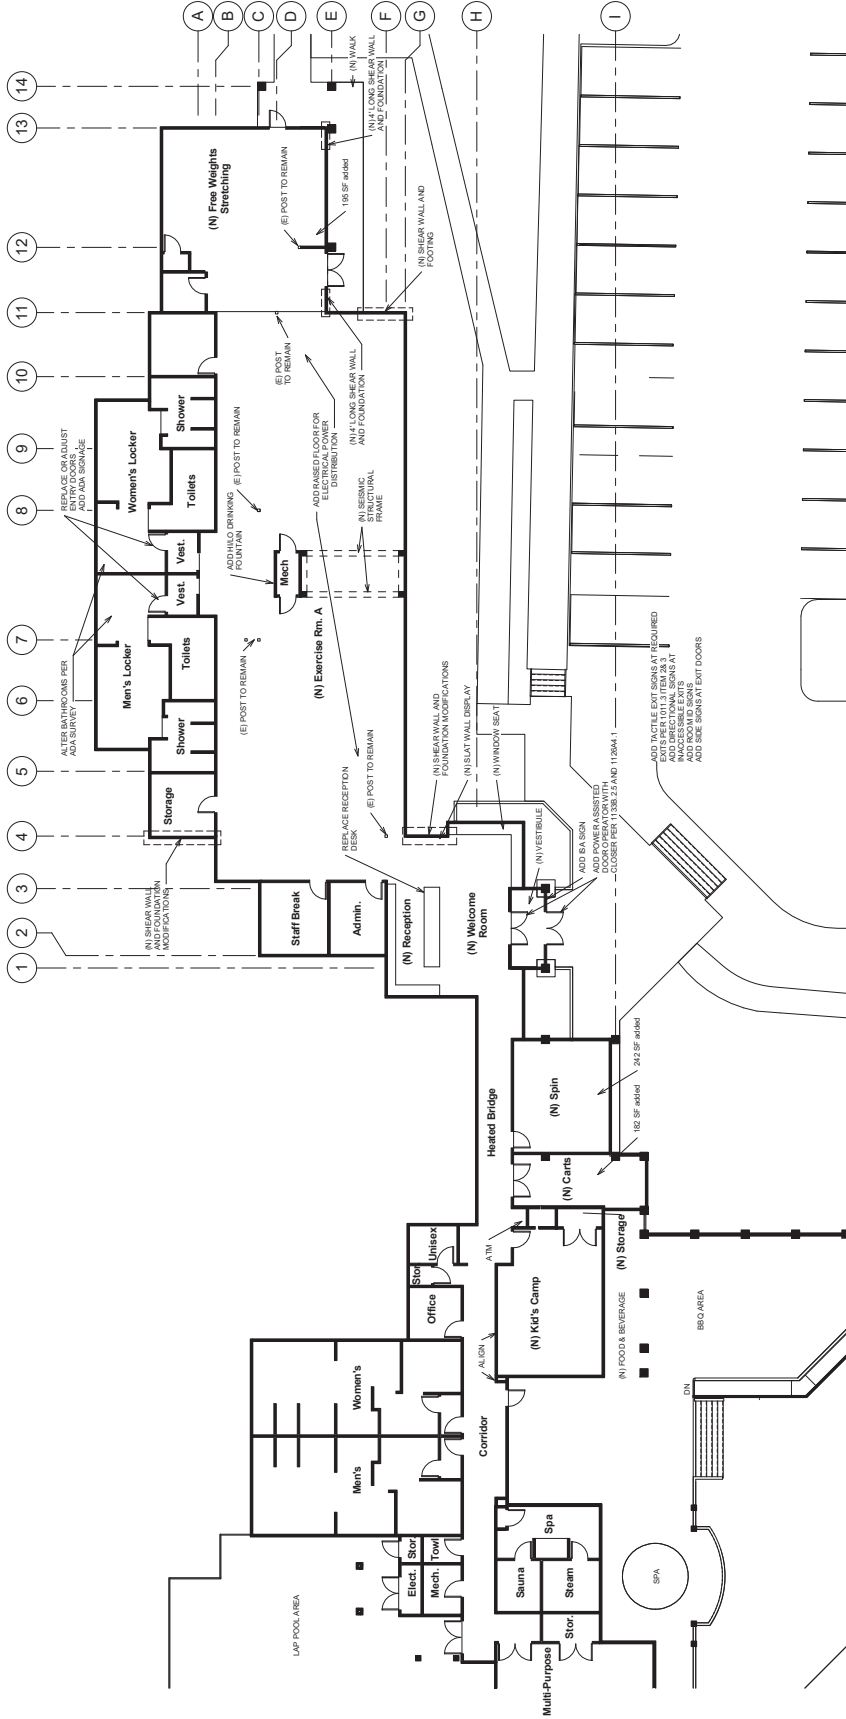 A
B
C
D
E
F
G
H
I
14
13
12
11
10
9
8
7
6
5
4
3
2
1
(N) WALK
(N) 4' LONG SHEAR WALL
AND FOUNDATION
(N) Free Weights
Stretching
(E) POST TO REMAIN
195 SF added
(N) SHEAR WALL AND
FOOTING
(E) POST
TO REMAIN
(N) 4' LONG SHEAR WALL
AND FOUNDATION
Shower
Women's Locker
Toilets
REPLACE OR ADJUST
ENTRY DOORS
ADD ADA SIGNAGE
(E) POST TO REMAIN
ADD RAISED FLOOR FOR
ELECTRICAL POWER
DISTRIBUTION
(N) SEISMIC
STRUCTURAL
FRAME
ADD HI/LO DRINKING
FOUNTAIN
Mech
Vest.
Vest.
(N) Exercise Rm. A
Toilets
Men's Locker
Shower
ALTER BATHROOMS PER
ADA SURVEY
(E) POST TO REMAIN
Storage
(N) SHEAR WALL
AND FOUNDATION
MODIFICATIONS
REPLACE RECEPTION
DESK
(E) POST TO REMAIN
(N) SHEAR WALL AND
FOUNDATION MODIFICATIONS
(N) SLAT WALL DISPLAY
(N) WINDOW SEAT
(N) VESTIBULE
ADD ISA SIGN
ADD POWER ASSISTED
DOOR OPERATOR WITH
CLOSER PER 1133B.2.5 AND 1126A4.1
ADD TACTILE EXIT SIGNS AT REQUIRED
EXITS PER 1011.3 ITEM 2& 3
ADD DIRECTIONAL SIGNS AT
INACCESSIBLE EXITS
ADD ROOM ID SIGNS
ADD SIDE SIGNS AT EXIT DOORS
Staff Break
Admin.
(N) Reception
(N) Welcome
Room
Heated Bridge
(N) Spin
242 SF added
182 SF added
(N) Carts
(N) Storage
ATM
Unisex
Stor.
Office
(N) Kid's Camp
ALIGN
(N) FOOD & BEVERAGE
BBQ AREA
DN
Women's
Men's
Corridor
Stor.
Towl
Elect.
Mech.
Spa
Sauna
Steam
Stor.
Multi-Purpose
SPA
LAP POOL AREA